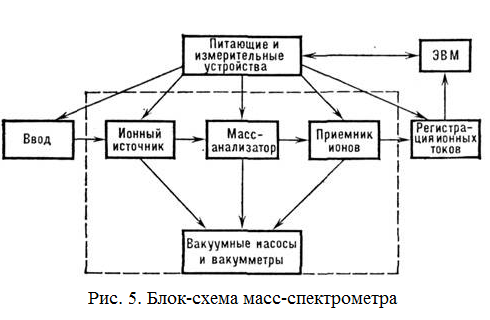 Питающие и
измерительные
устройства
ЭВМ
Ввод
Ионный
источник
Масс-
анализатор
Приемник
ионов
Регистра-
ция ионных
токов
Вакуумные насосы
и вакумметры
Рис. 5. Блок-схема масс-спектрометра